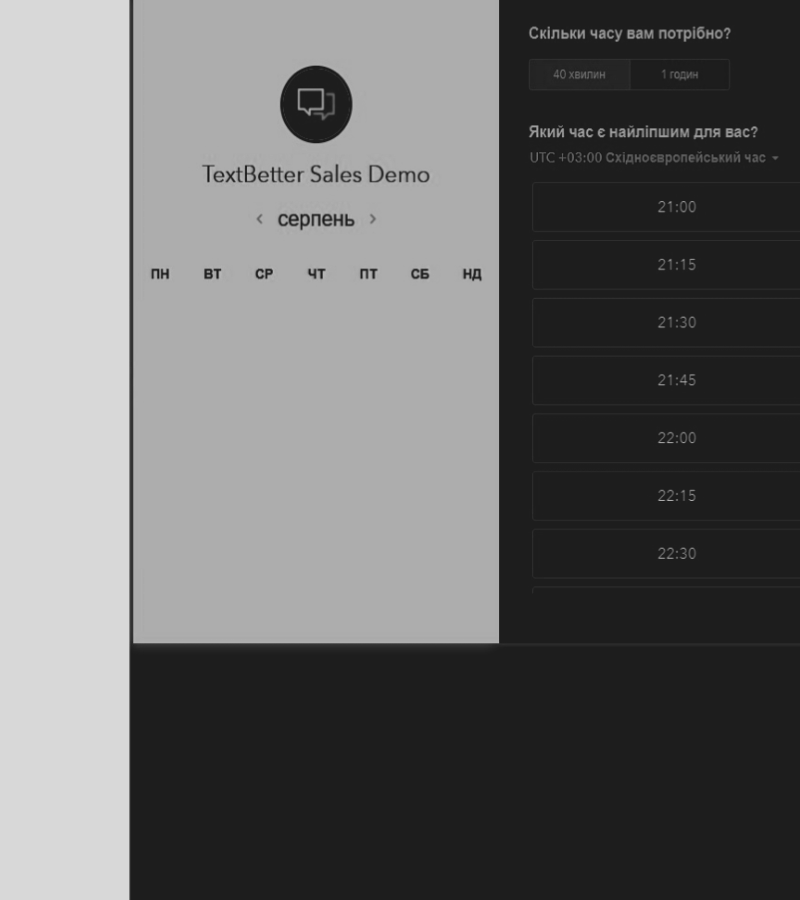 TextBetter Sales Demo
серпень
ПН ВТ СР ЧТ ПТ СБ НД
Скільки часу вам потрібно?
40 хвилин 1 годин
Який час є найліпшим для вас?
UTC +03:00 Східноєвропейський час
21:00
21:15
21:30
21:45
22:00
22:15
22:30